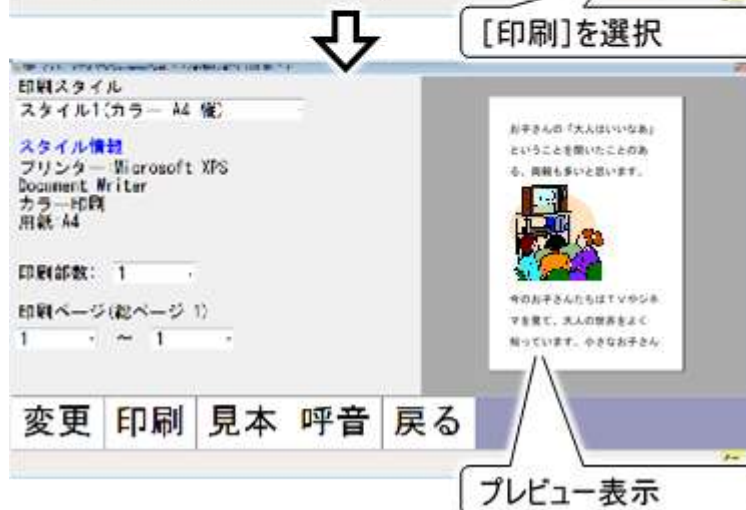 [印刷]を選択
印刷スタイル
スタイル1(カラー A4
スタイル情報
プリンター:Microsoft XPS
Document Writer
カラー印刷
用紙:A4
印刷部数: 1
印刷ページ(総ページ 1)
1 ～ 1
お子さんの「大人はいいなあ」
ということを聞いたことのあ
る、両親も多いと思います。
今のお子さんたちはTVやシネ
マを見て、大人の世界をよく
知っています。小さなお子さん
変更 印刷 見本 呼音 戻る
プレビュー表示